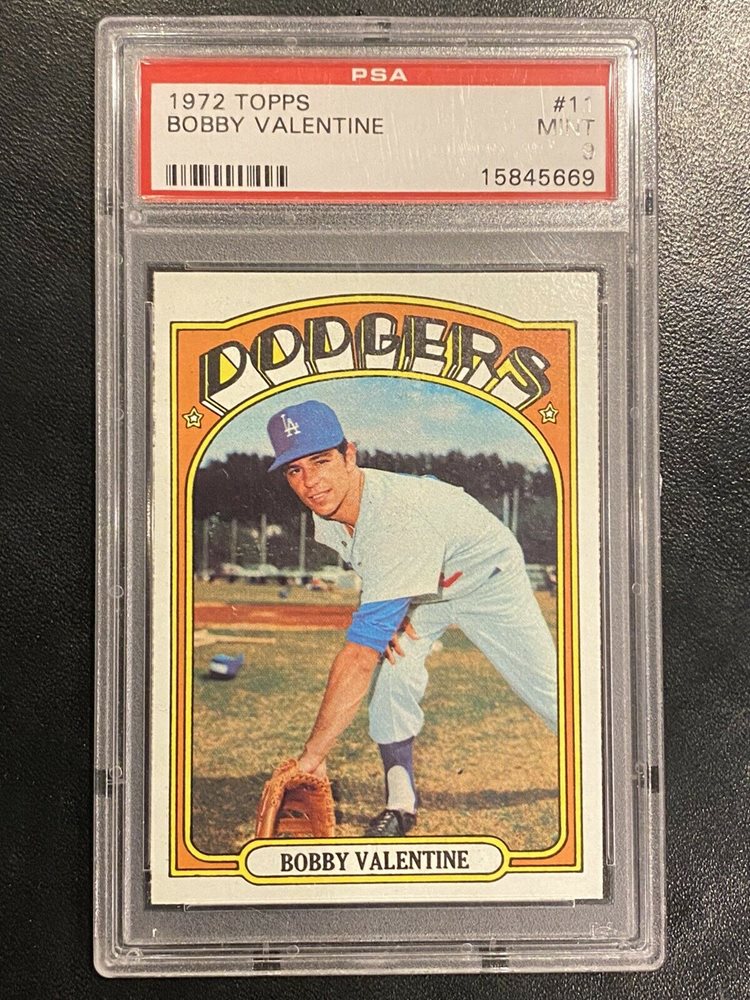 PSA
1972 TOPPS #11
BOBBY VALENTINE MINT
9
15845669
DODGERS
LA
BOBBY VALENTINE